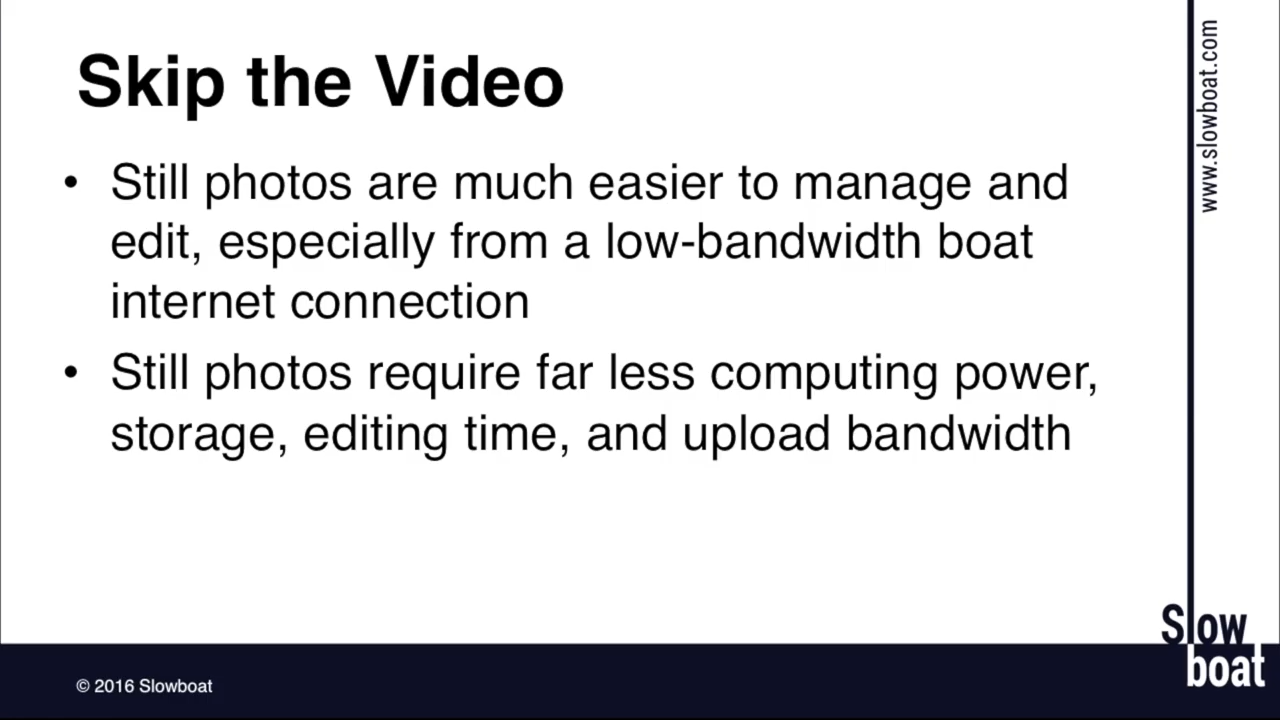 Skip the Video
• Still photos are much easier to manage and
edit, especially from a low-bandwidth boat
internet connection
• Still photos require far less computing power,
storage, editing time, and upload bandwidth
www.slowboat.com
Slow
boat
© 2016 Slowboat